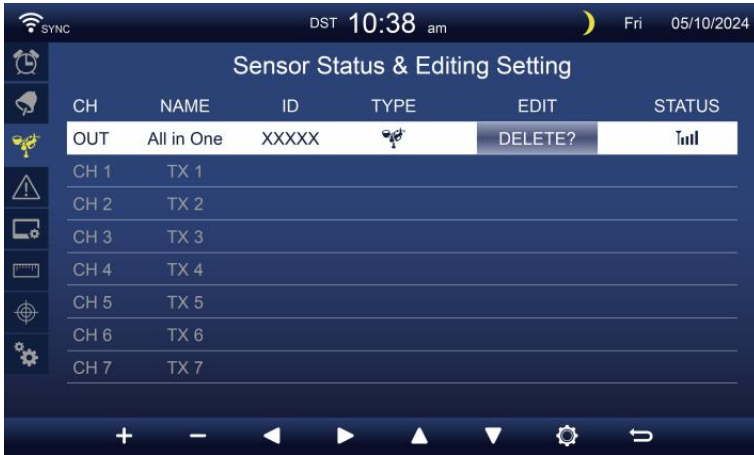 SYNC DST 10:38 am Fri 05/10/2024
Sensor Status & Editing Setting
CH NAME ID TYPE EDIT STATUS
OUT All in One XXXXX DELETE?
CH 1 TX 1
CH 2 TX 2
CH 3 TX 3
CH 4 TX 4
CH 5 TX 5
CH 6 TX 6
CH 7 TX 7